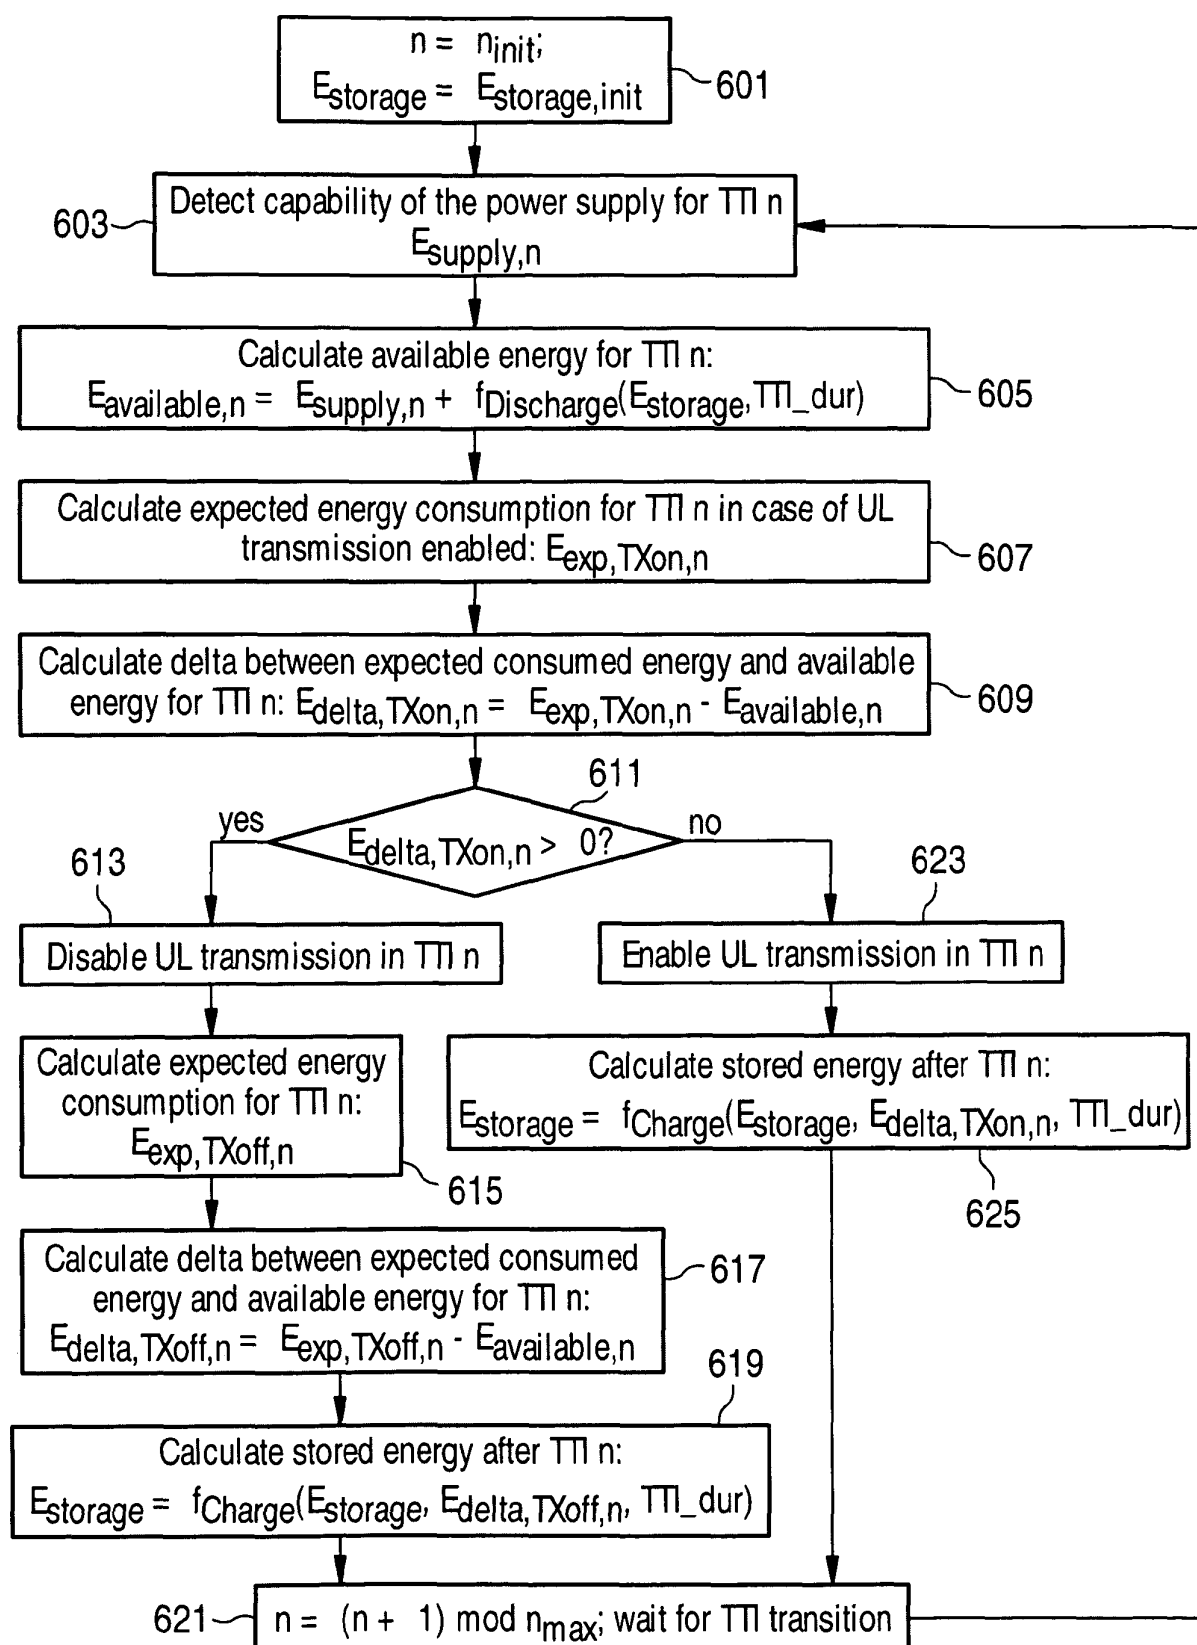 n = n_init;
E_storage = E_storage,init
601
Detect capability of the power supply for TTI n
E_supply,n
603
Calculate available energy for TTI n:
E_available,n = E_supply,n + f_Discharge(E_storage,TTI_dur)
605
Calculate expected energy consumption for TTI n in case of UL
transmission enabled: E_exp,TXon,n
607
Calculate delta between expected consumed energy and available
energy for TTI n: E_delta,TXon,n = E_exp,TXon,n - E_available,n
609
611
E_delta,TXon,n > 0?
yes
no
613
Disable UL transmission in TTI n
623
Enable UL transmission in TTI n
Calculate expected energy
consumption for TTI n:
E_exp,TXoff,n
615
Calculate stored energy after TTI n:
E_storage = f_Charge(E_storage, E_delta,TXon,n, TTI_dur)
625
Calculate delta between expected consumed
energy and available energy for TTI n:
E_delta,TXoff,n = E_exp,TXoff,n - E_available,n
617
619
Calculate stored energy after TTI n:
E_storage = f_Charge(E_storage, E_delta,TXoff,n, TTI_dur)
621
n = (n + 1) mod n_max; wait for TTI transition